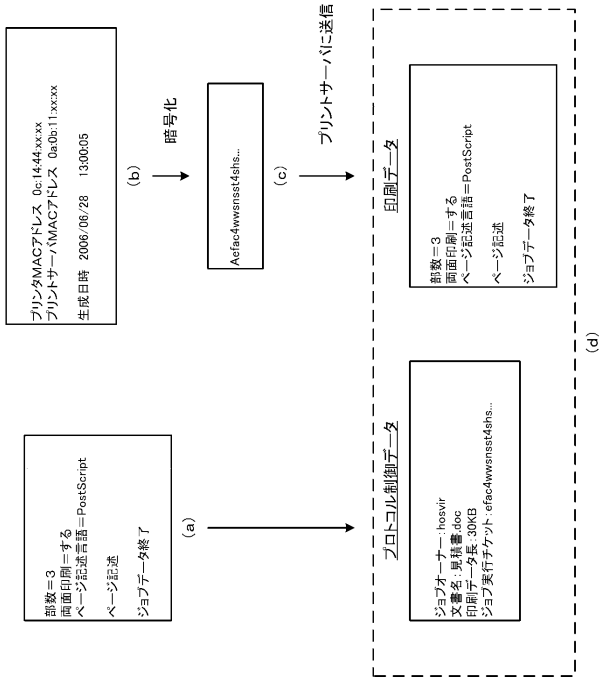 部数＝3
両面印刷＝する
ページ記述言語＝PostScript
ページ記述
ジョブデータ終了
(a)
プリンタMACアドレス 0c:14:44:xx:xx
プリントサーバMACアドレス 0a:0b:11:xx:xx
生成日時 2006/06/28 13:00:05
(b)
暗号化
Aefac4wwsnsst4shs...
(c)
プリントサーバに送信
プロトコル制御データ
ジョブオーナー：hosvir
文書名：見積書.doc
印刷データ長：30KB
ジョブ実行チケット：efac4wwsnsst4shs...
印刷データ
部数＝3
両面印刷＝する
ページ記述言語＝PostScript
ページ記述
ジョブデータ終了
(d)